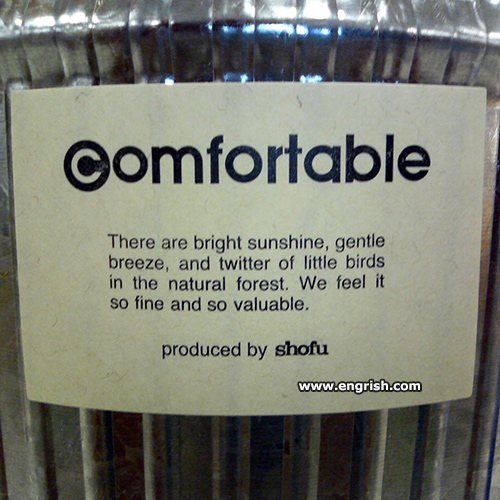 Comfortable
There are bright sunshine, gentle
breeze, and twitter of little birds
in the natural forest. We feel it
so fine and so valuable.
produced by shofu
www.engrish.com